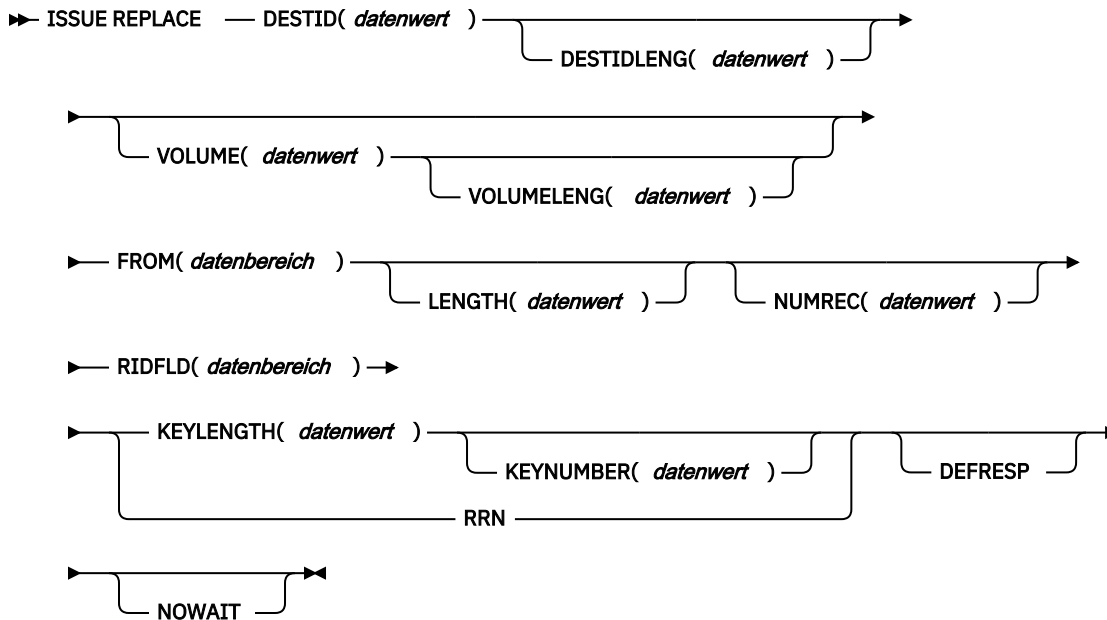 ISSUE REPLACE DESTID( datenwert )
DESTIDLENG( datenwert )
VOLUME( datenwert )
VOLUMELENG( datenwert )
FROM( datenbereich )
LENGTH( datenwert ) NUMREC( datenwert )
RIDFLD( datenbereich )
KEYLENGTH( datenwert )
KEYNUMBER( datenwert ) DEFRESP
RRN
NOWAIT